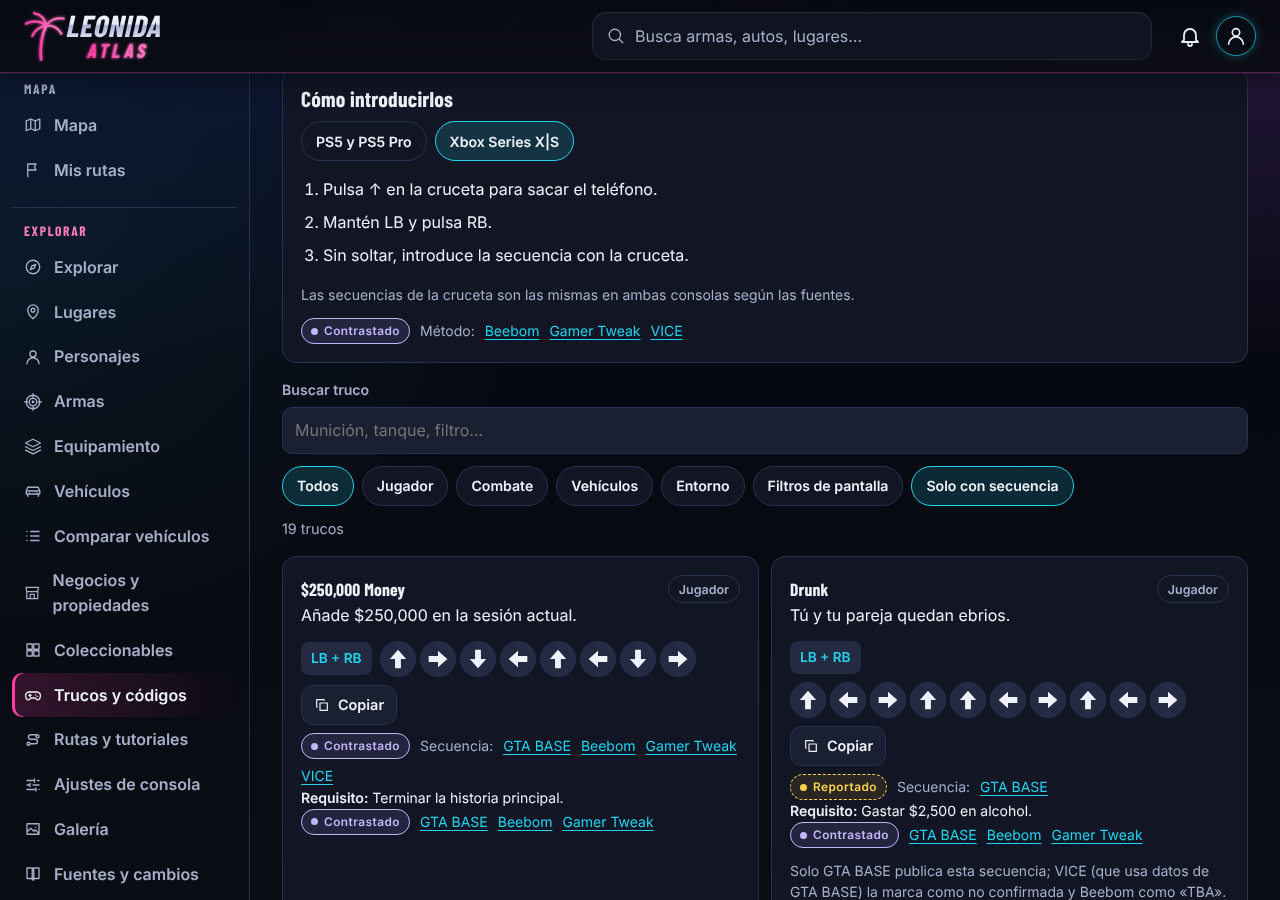 LEONIDA
ATLAS
Busca armas, autos, lugares...
MAPA
Mapa
Mis rutas
EXPLORAR
Explorar
Lugares
Personajes
Armas
Equipamiento
Vehículos
Comparar vehículos
Negocios y
propiedades
Coleccionables
Trucos y códigos
Rutas y tutoriales
Ajustes de consola
Galería
Fuentes y cambios
Cómo introducirlos
PS5 y PS5 Pro
Xbox Series X|S
1. Pulsa ↑ en la cruceta para sacar el teléfono.
2. Mantén LB y pulsa RB.
3. Sin soltar, introduce la secuencia con la cruceta.
Las secuencias de la cruceta son las mismas en ambas consolas según las fuentes.
Contrastado Método: Beebom Gamer Tweak VICE
Buscar truco
Munición, tanque, filtro...
Todos Jugador Combate Vehículos Entorno Filtros de pantalla Solo con secuencia
19 trucos
$250,000 Money Jugador
Añade $250,000 en la sesión actual.
LB + RB ↑ → ↓ ← ↑ ← ↓ →
Copiar
Contrastado Secuencia: GTA BASE Beebom Gamer Tweak
VICE
Requisito: Terminar la historia principal.
Contrastado GTA BASE Beebom Gamer Tweak
Drunk Jugador
Tú y tu pareja quedan ebrios.
LB + RB
↑ ← → ↑ ↑ ← → ↑ ← →
Copiar
Reportado Secuencia: GTA BASE
Requisito: Gastar $2,500 en alcohol.
Contrastado GTA BASE Beebom Gamer Tweak
Solo GTA BASE publica esta secuencia; VICE (que usa datos de
GTA BASE) la marca como no confirmada y Beebom como «TBA».